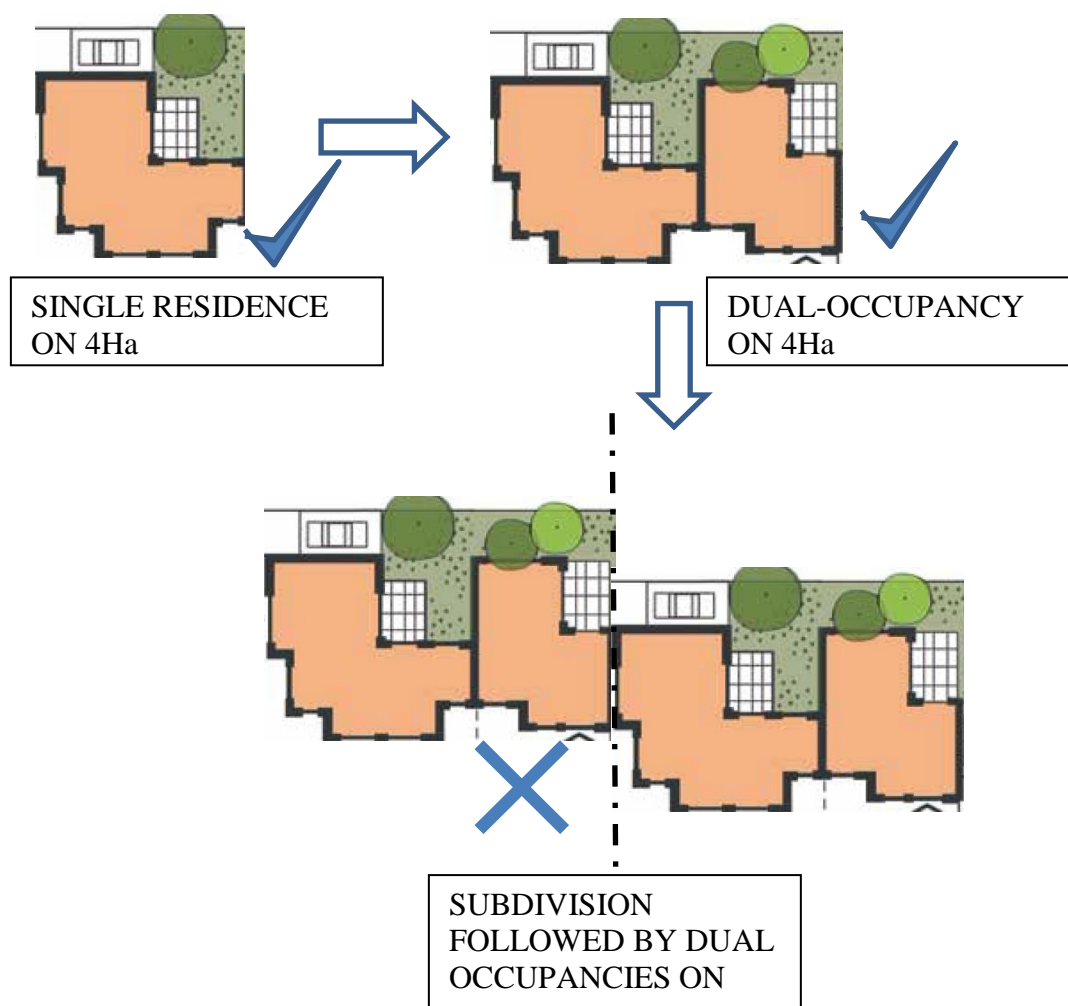 SINGLE RESIDENCE
ON 4Ha
DUAL-OCCUPANCY
ON 4Ha
SUBDIVISION
FOLLOWED BY DUAL
OCCUPANCIES ON